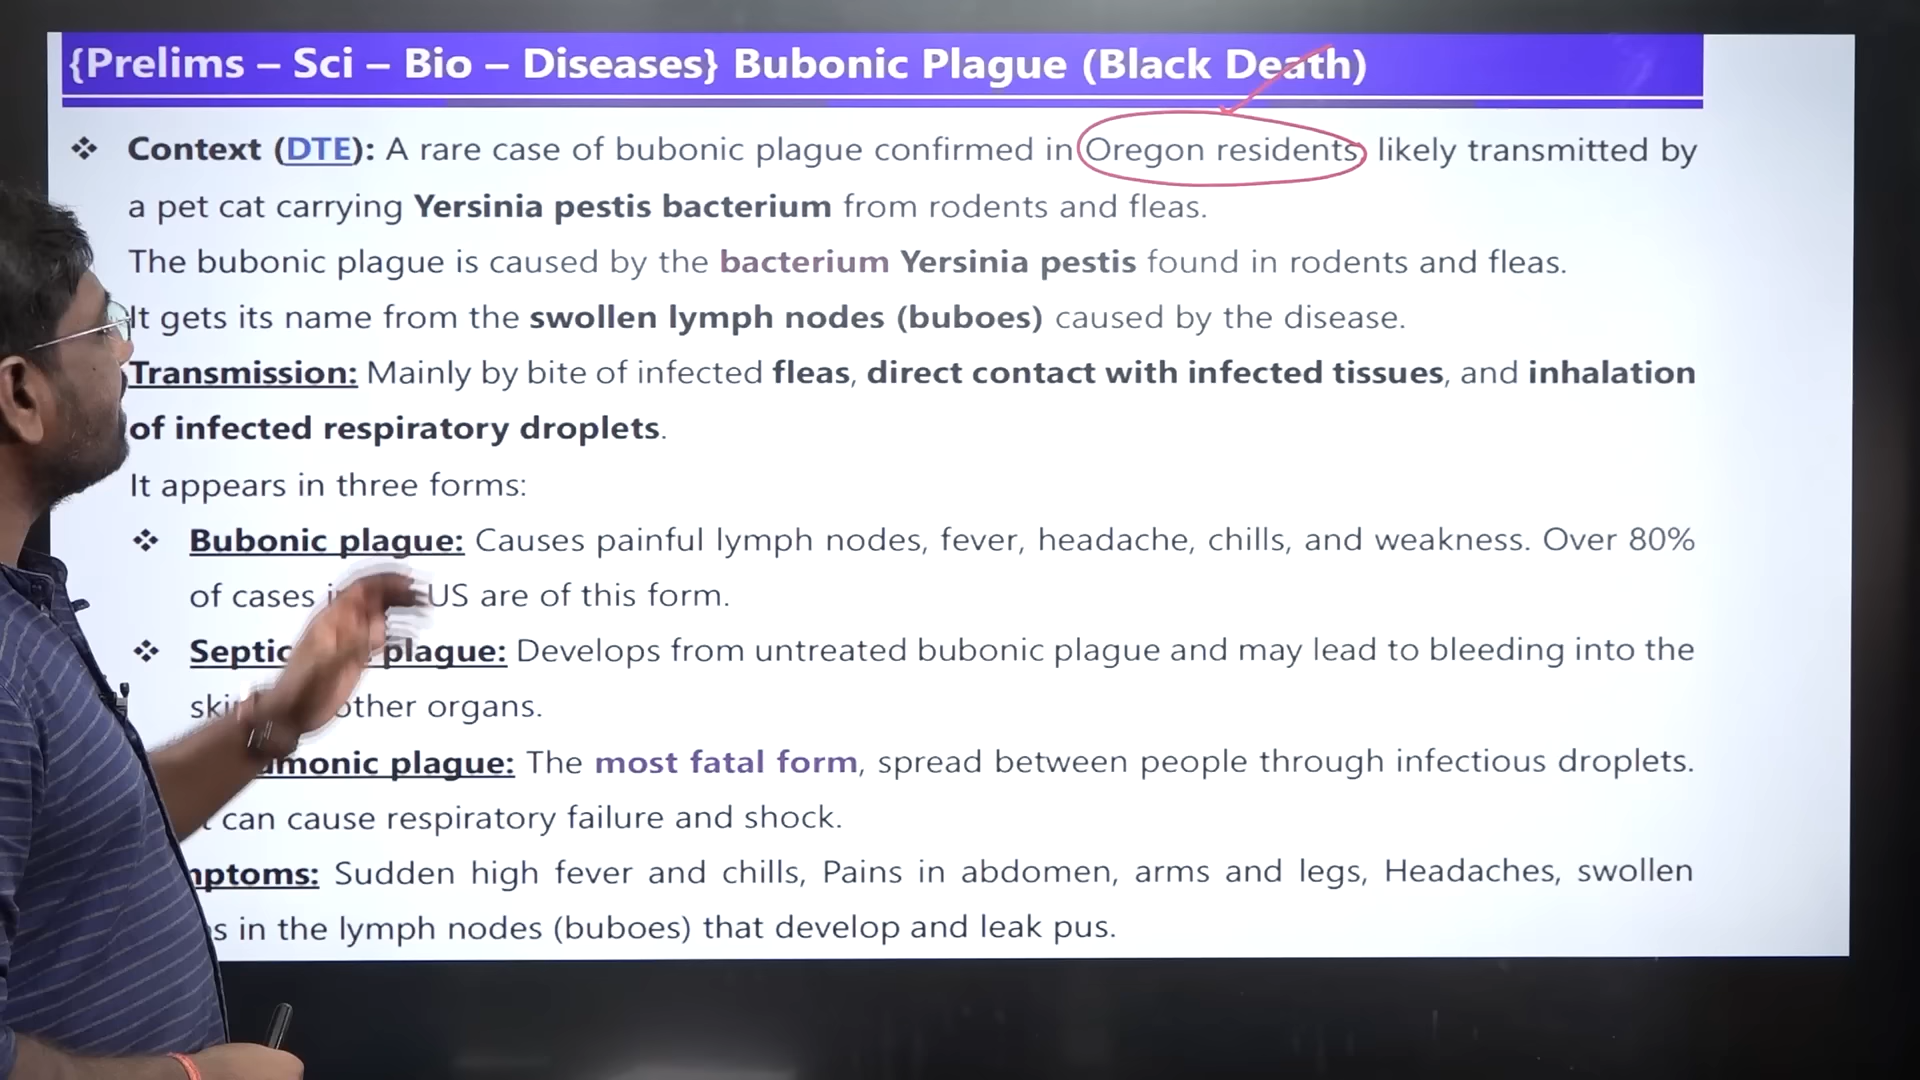 {Prelims – Sci – Bio – Diseases} Bubonic Plague (Black Death)
❖ Context (DTE): A rare case of bubonic plague confirmed in Oregon residents, likely transmitted by
a pet cat carrying Yersinia pestis bacterium from rodents and fleas.
The bubonic plague is caused by the bacterium Yersinia pestis found in rodents and fleas.
It gets its name from the swollen lymph nodes (buboes) caused by the disease.
Transmission: Mainly by bite of infected fleas, direct contact with infected tissues, and inhalation
of infected respiratory droplets.
It appears in three forms:
❖ Bubonic plague: Causes painful lymph nodes, fever, headache, chills, and weakness. Over 80%
of cases US are of this form.
❖ plague: Develops from untreated bubonic plague and may lead to bleeding into the
other organs.
plague: The most fatal form, spread between people through infectious droplets.
can cause respiratory failure and shock.
Sudden high fever and chills, Pains in abdomen, arms and legs, Headaches, swollen
in the lymph nodes (buboes) that develop and leak pus.